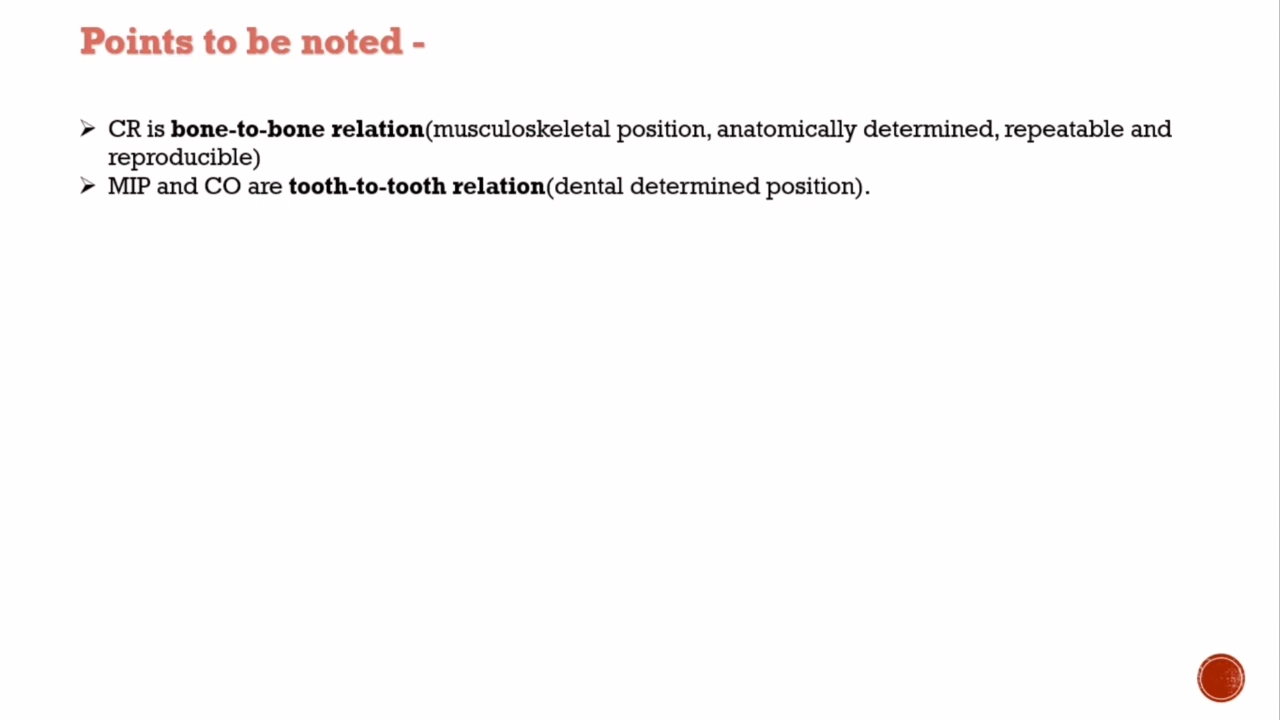 Points to be noted -
➢ CR is bone-to-bone relation(musculoskeletal position, anatomically determined, repeatable and
reproducible)
➢ MIP and CO are tooth-to-tooth relation(dental determined position).